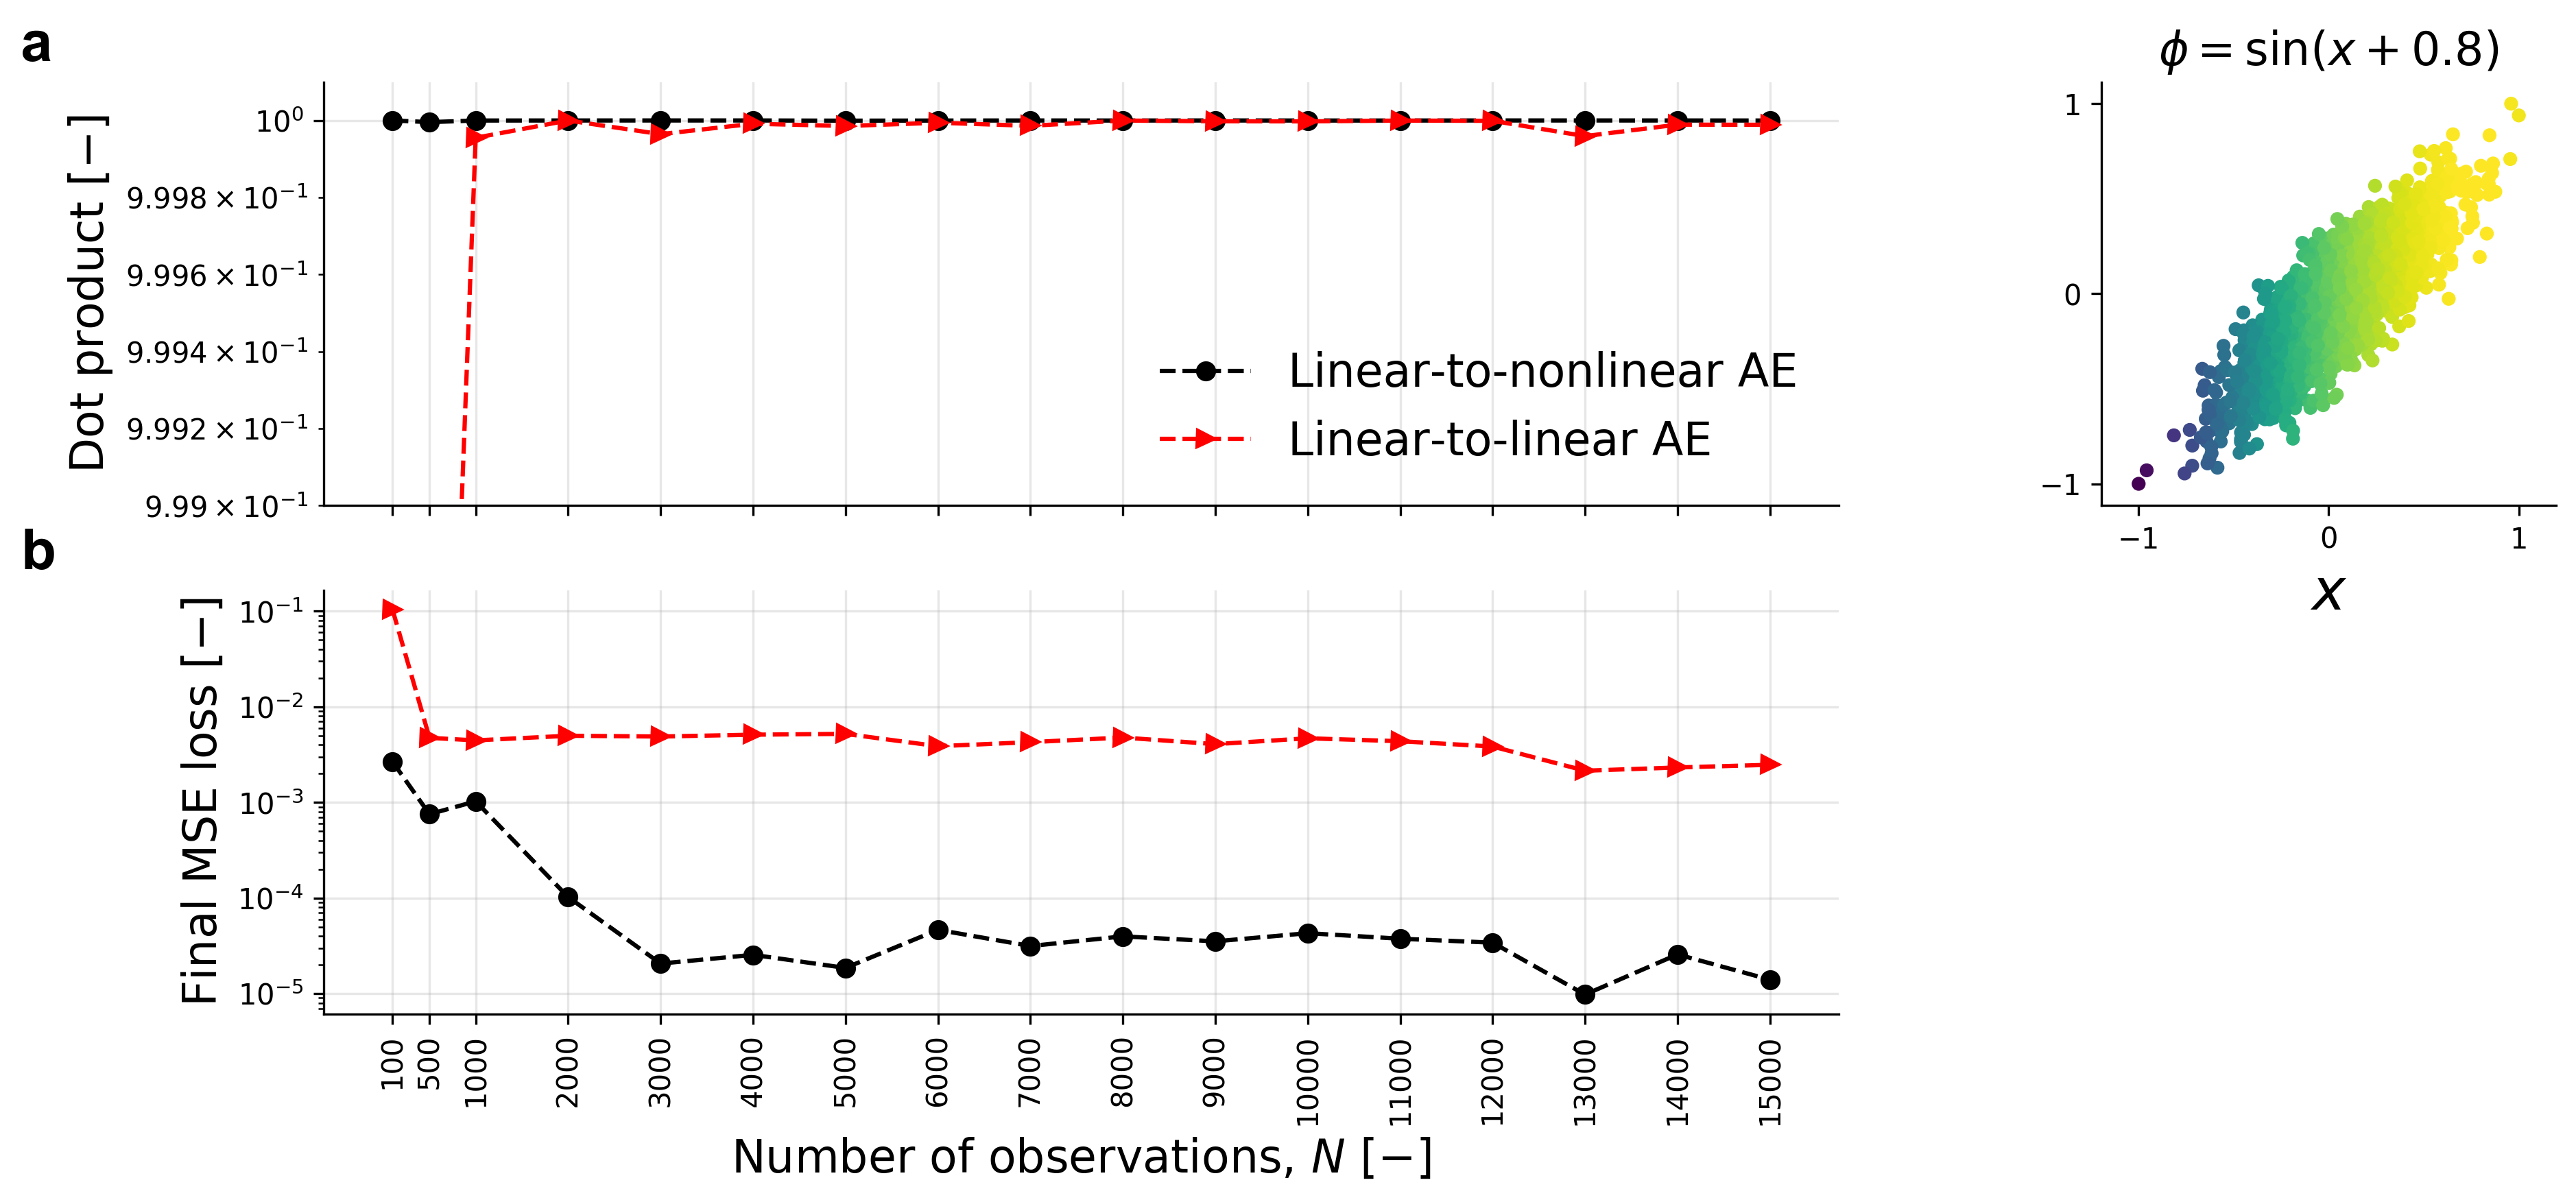 a
Dot product [−]
10⁰
9.998 × 10⁻¹
9.996 × 10⁻¹
9.994 × 10⁻¹
9.992 × 10⁻¹
9.99 × 10⁻¹
Linear-to-nonlinear AE
Linear-to-linear AE
ϕ = sin(x + 0.8)
1
0
−1
−1 0 1
x
b
Final MSE loss [−]
10⁻¹
10⁻²
10⁻³
10⁻⁴
10⁻⁵
100 500 1000 2000 3000 4000 5000 6000 7000 8000 9000 10000 11000 12000 13000 14000 15000
Number of observations, N [−]